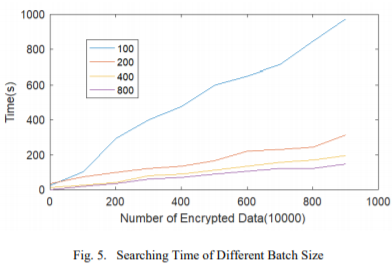 1000
800
600
400
200
0
Time(s)
100
200
400
800
0 200 400 600 800 1000
Number of Encrypted Data(10000)
Fig. 5. Searching Time of Different Batch Size